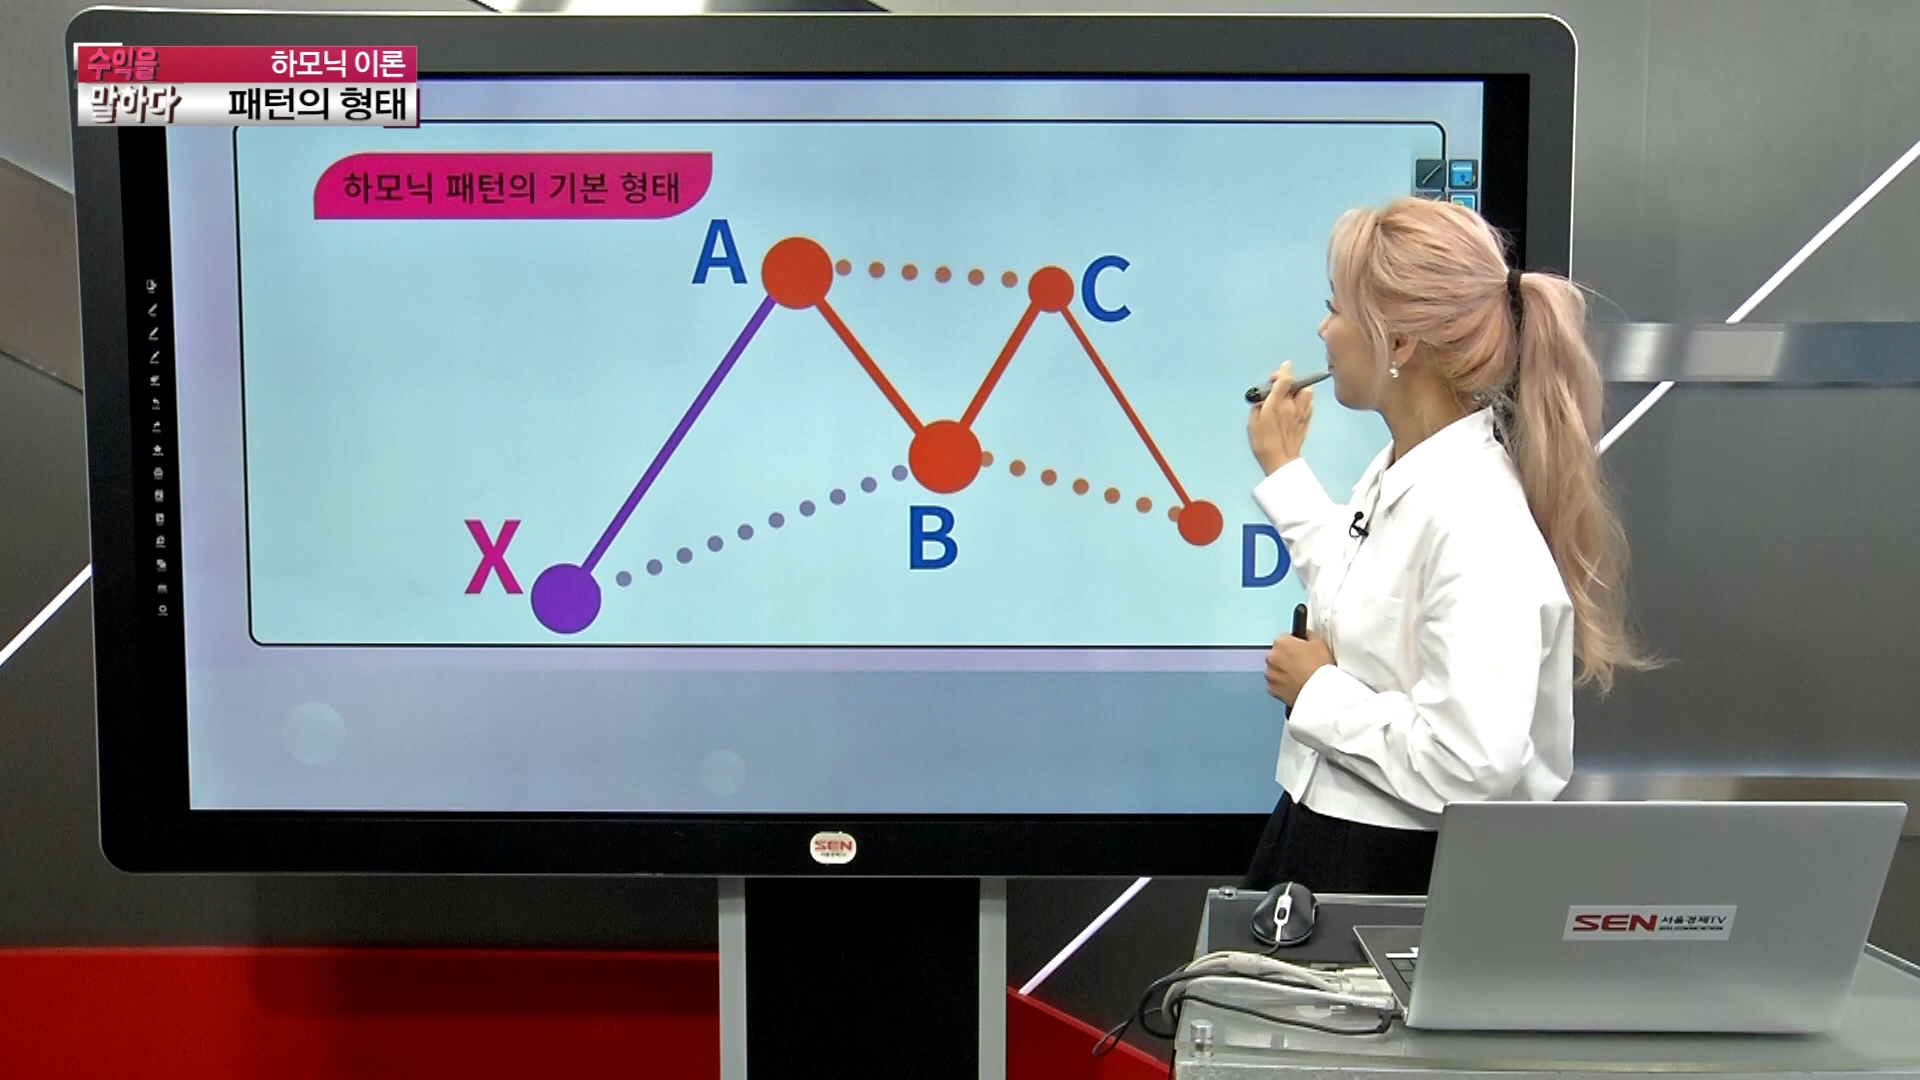 수익을
말하다
하모닉 이론
패턴의 형태
하모닉 패턴의 기본 형태
A
C
X
B
D
SEN
SEN 서울경제TV